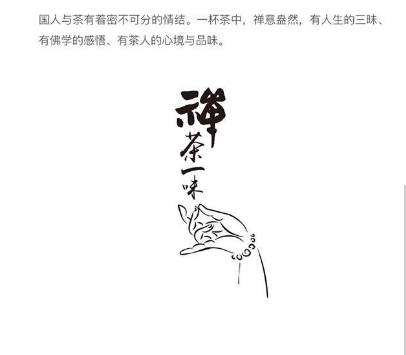 国人与茶有着密不可分的情结。一杯茶中，禅意盎然，有人生的三昧、
有佛学的感悟、有茶人的心境与品味。
禅
茶
一
味